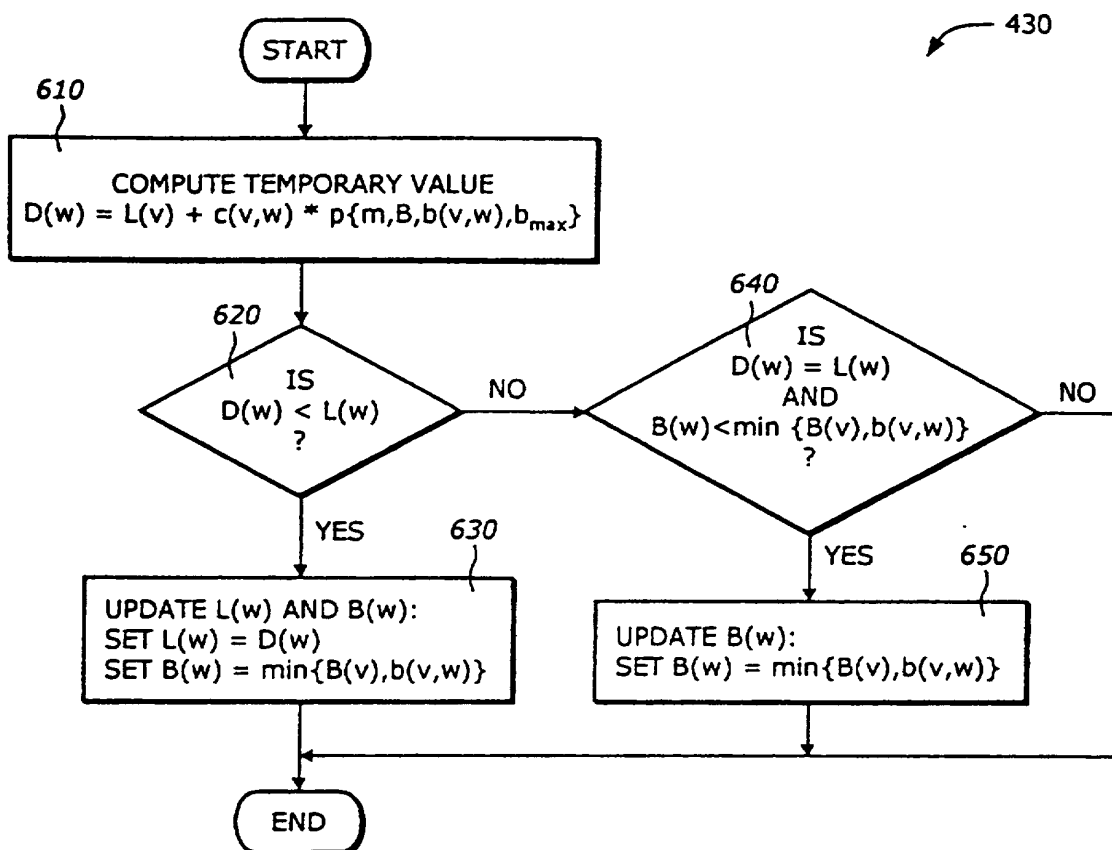 430
START
610
COMPUTE TEMPORARY VALUE
D(w) = L(v) + c(v,w) * p{m,B,b(v,w),bmax}
620
IS
D(w) < L(w)
?
NO
640
IS
D(w) = L(w)
AND
B(w)<min {B(v),b(v,w)}
?
NO
YES
630
UPDATE L(w) AND B(w):
SET L(w) = D(w)
SET B(w) = min{B(v),b(v,w)}
YES
650
UPDATE B(w):
SET B(w) = min{B(v),b(v,w)}
END